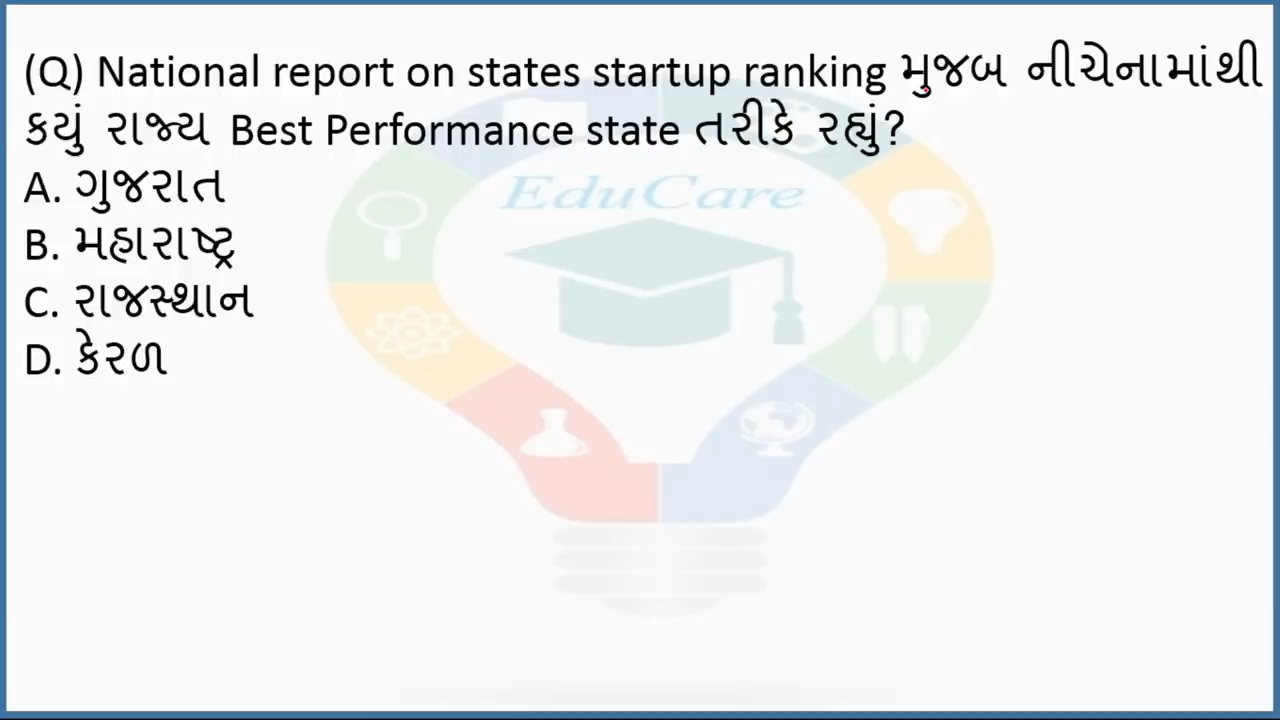 (Q) National report on states startup ranking મુજબ નીચેનામાંથી
કયું રાજ્ય Best Performance state તરીકે રહ્યું?
A. ગુજરાત
EduCare
B. મહારાષ્ટ્ર
C. રાજસ્થાન
D. કેરળ